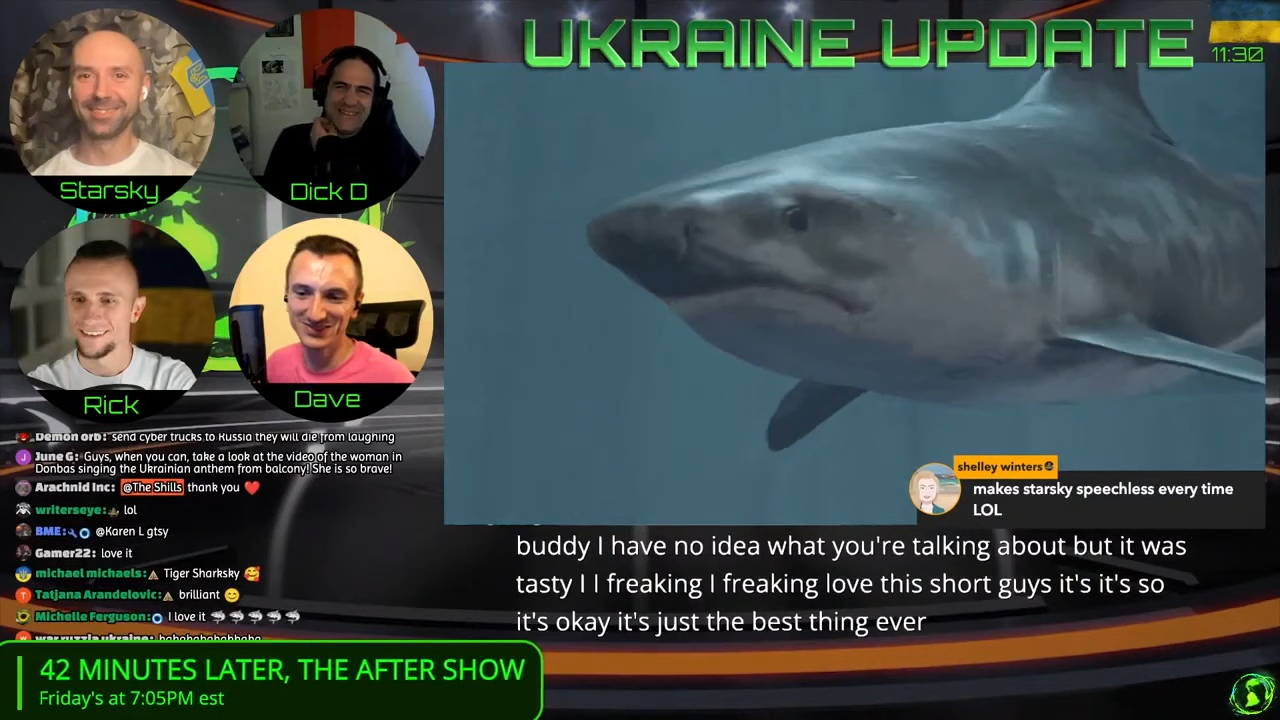 UKRAINE UPDATE
11:30
Starsky
Dick D
Rick
Dave
Demon orb: send cyber trucks to Russia they will die from laughing
June G: Guys, when you can, take a look at the video of the woman in
Donbas singing the Ukrainian anthem from balcony! She is so brave!
Arachnid Inc: @The Shills thank you ❤️
writerseye: lol
BME: @Karen L gtsy
Gamer22: love it
michael michaels: Tiger Sharksky 🥰
Tatjana Arandelovic: brilliant 😊
Michelle Ferguson: I love it 🦈🦈🦈🦈🦈
war ruzzia ukraine:
shelley winters
makes starsky speechless every time
LOL
buddy I have no idea what you're talking about but it was
tasty I I freaking I freaking love this short guys it's it's so
it's okay it's just the best thing ever
42 MINUTES LATER, THE AFTER SHOW
Friday's at 7:05PM est